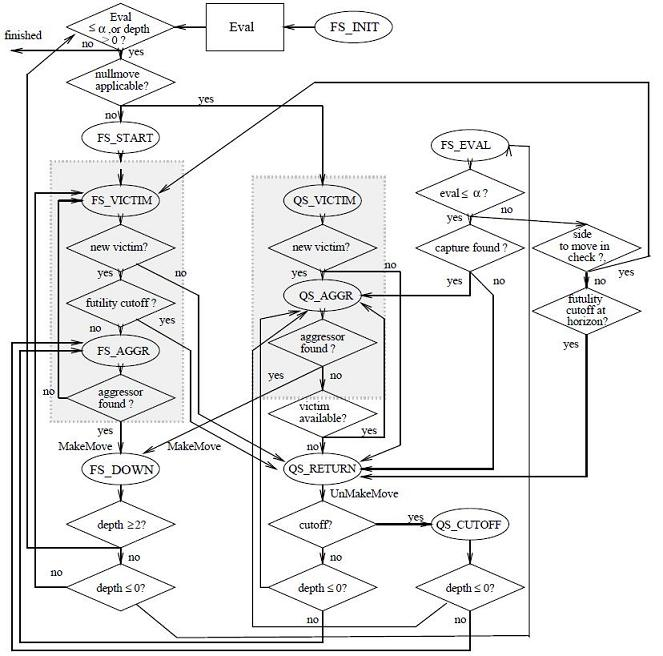 Eval
≤ α ,or depth
> 0 ?
Eval
FS_INIT
finished
no
yes
nullmove
applicable?
yes
no
FS_START
FS_EVAL
FS_VICTIM
QS_VICTIM
eval ≤ α ?
yes
no
new victim?
new victim?
capture found ?
side
to move in
check ?,
yes
no
yes
no
yes
no
yes
no
QS_AGGR
futility cutoff ?
futulity
cutoff at
horizon?
no
yes
FS_AGGR
aggressor
found ?
yes
no
yes
aggressor
found ?
no
victim
available?
yes
MakeMove
MakeMove
no
yes
FS_DOWN
QS_RETURN
UnMakeMove
depth ≥2?
cutoff?
yes
QS_CUTOFF
no
no
no
depth ≤ 0?
depth ≤ 0?
depth ≤ 0?
no
no